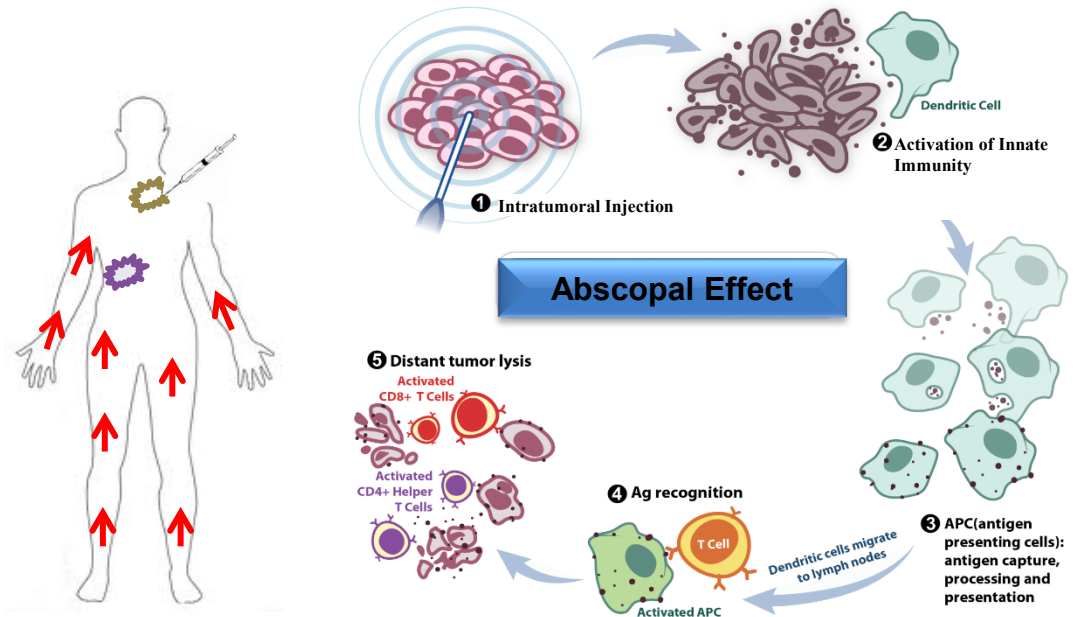 Dendritic Cell
❷ Activation of Innate
Immunity
❶ Intratumoral Injection
Abscopal Effect
❸ APC(antigen
presenting cells):
antigen capture,
processing and
presentation
Dendritic cells migrate
to lymph nodes
❹ Ag recognition
T Cell
Activated APC
❺ Distant tumor lysis
Activated
CD8+ T Cells
Activated
CD4+ Helper
T Cells